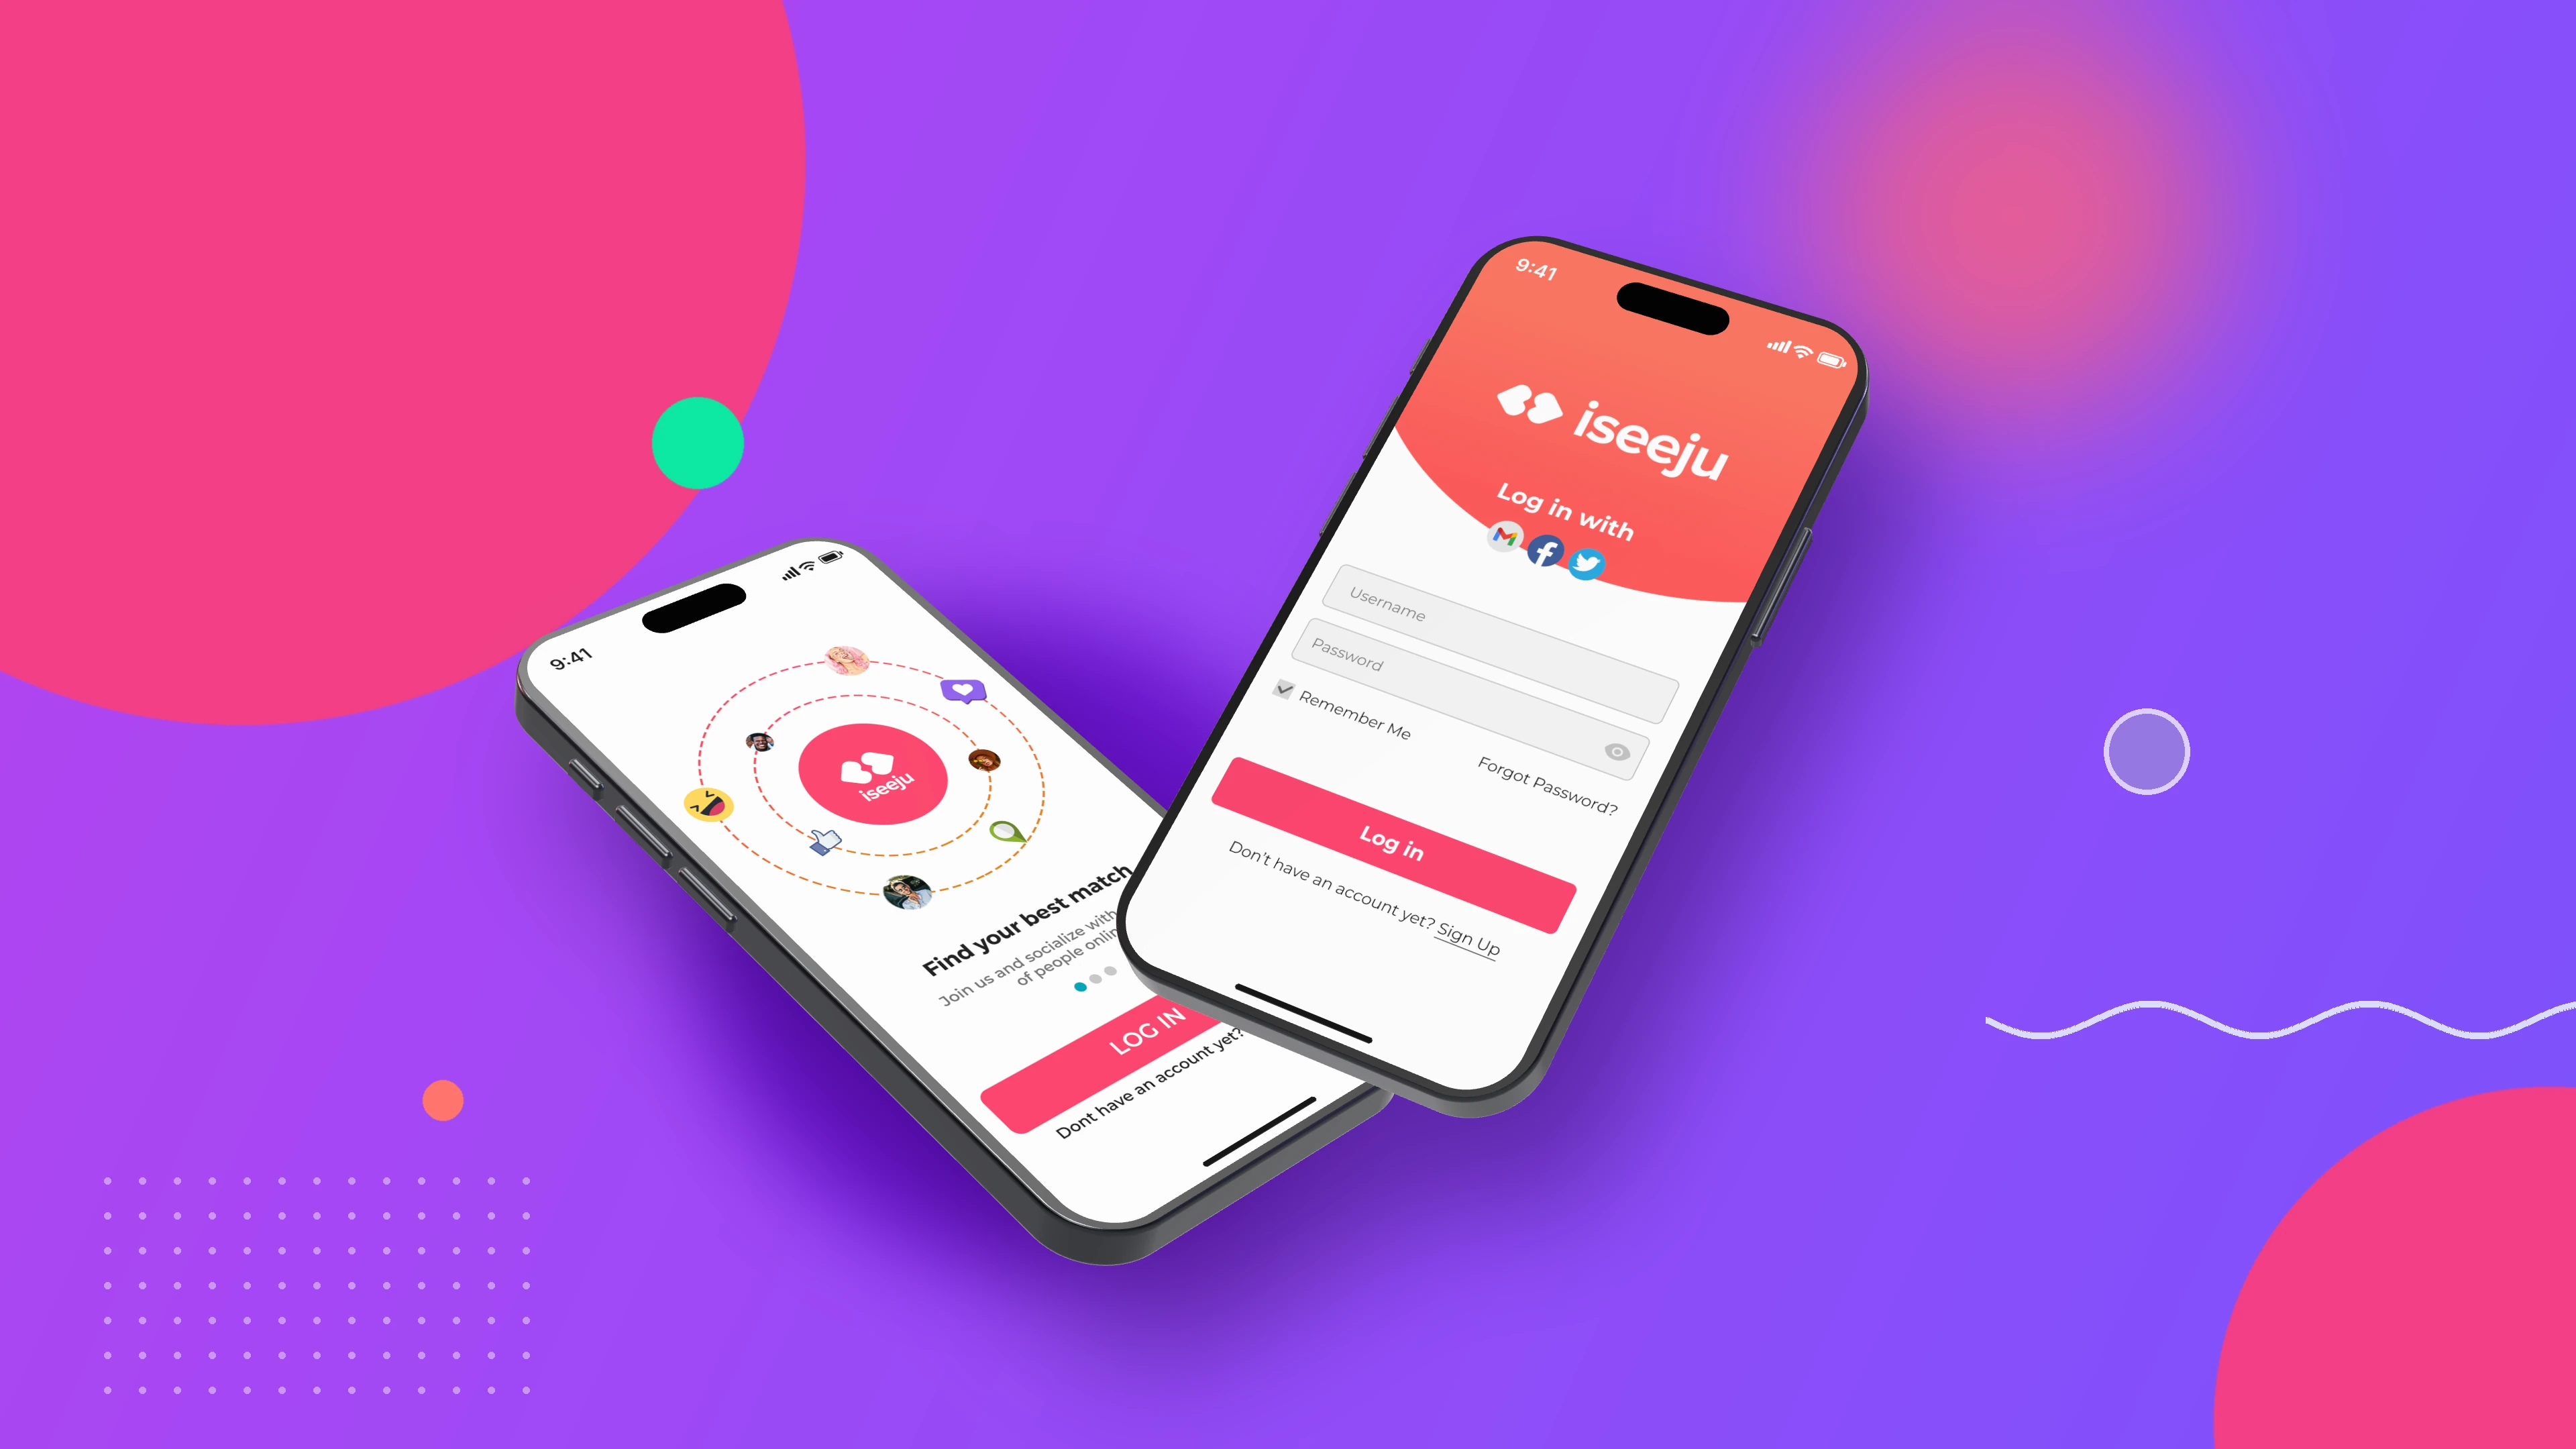 9:41
iseeju
Find your best match
Join us and socialize with
of people
LOG IN
Dont have an account yet?
9:41
iseeju
Log in with
Username
Password
Remember Me
Forgot Password?
Log in
Don't have an account yet? Sign Up